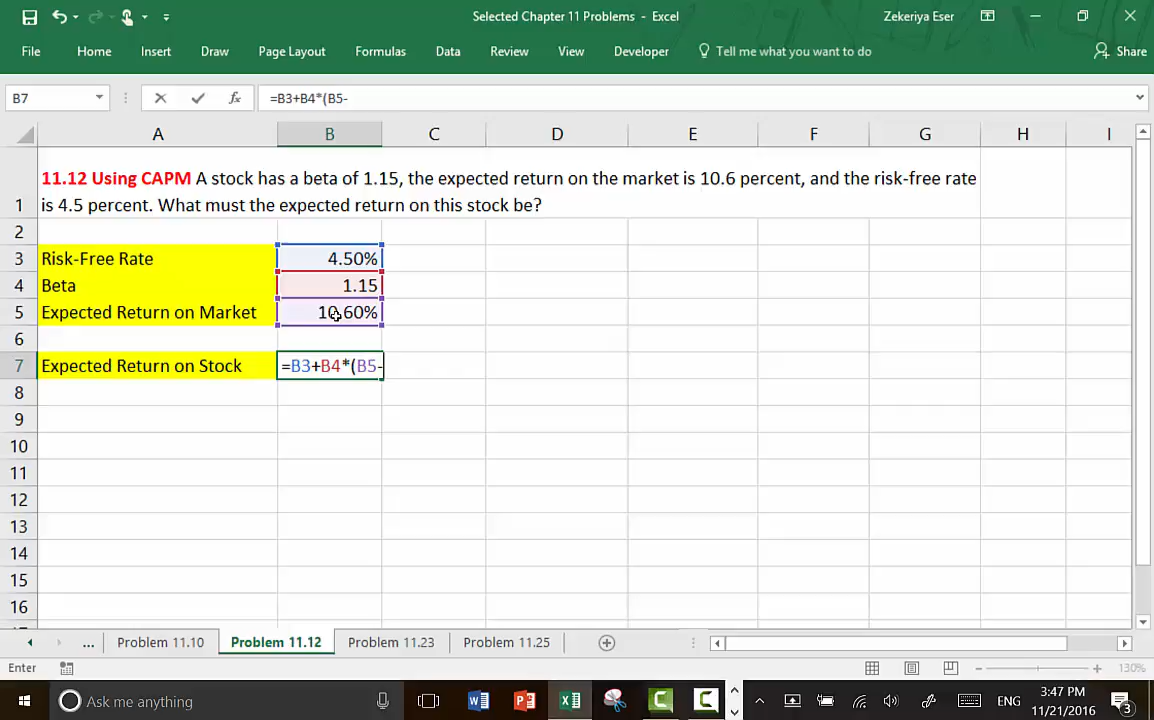 Selected Chapter 11 Problems - Excel
Zekeriya Eser
File Home Insert Draw Page Layout Formulas Data Review View Developer Tell me what you want to do Share
B7 fx =B3+B4*(B5-
A B C D E F G H I
1 11.12 Using CAPM A stock has a beta of 1.15, the expected return on the market is 10.6 percent, and the risk-free rate
is 4.5 percent. What must the expected return on this stock be?
2
3 Risk-Free Rate 4.50%
4 Beta 1.15
5 Expected Return on Market 10.60%
6
7 Expected Return on Stock =B3+B4*(B5-
8
9
10
11
12
13
14
15
16
... Problem 11.10 Problem 11.12 Problem 11.23 Problem 11.25
Enter 130%
Ask me anything ENG 3:47 PM
11/21/2016 3